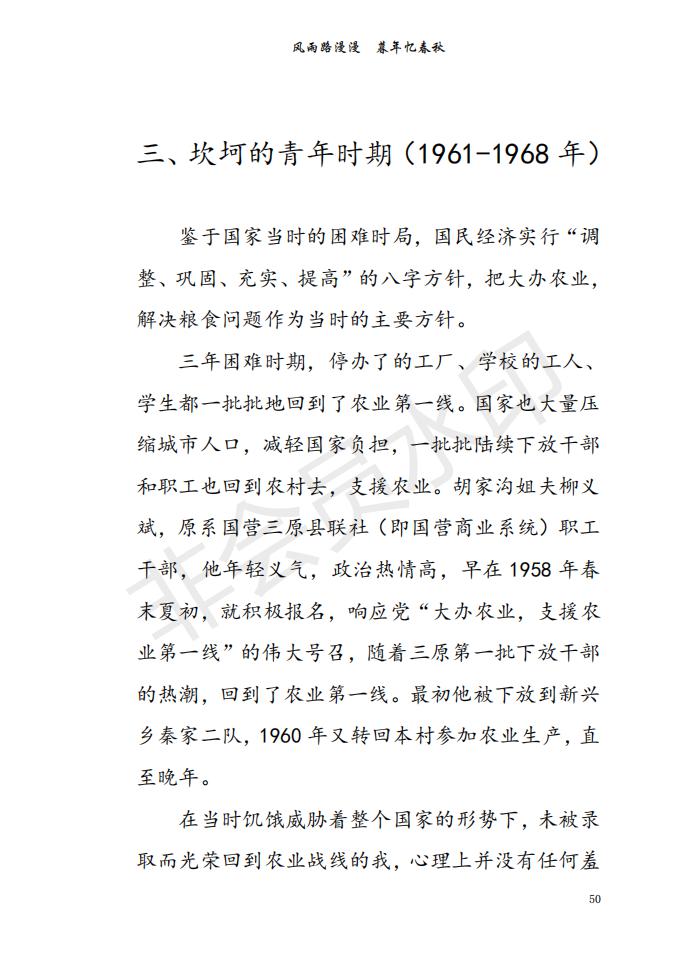 风雨路漫漫　暮年忆春秋
三、坎坷的青年时期（1961-1968 年）
鉴于国家当时的困难时局，国民经济实行“调
整、巩固、充实、提高”的八字方针，把大办农业，
解决粮食问题作为当时的主要方针。
三年困难时期，停办了的工厂、学校的工人、
学生都一批批地回到了农业第一线。国家也大量压
缩城市人口，减轻国家负担，一批批陆续下放干部
和职工也回到农村去，支援农业。胡家沟姐夫柳义
斌，原系国营三原县联社（即国营商业系统）职工
干部，他年轻义气，政治热情高，早在 1958 年春
末夏初，就积极报名，响应党“大办农业，支援农
业第一线”的伟大号召，随着三原第一批下放干部
的热潮，回到了农业第一线。最初他被下放到新兴
乡秦家二队，1960 年又转回本村参加农业生产，直
至晚年。
在当时饥饿威胁着整个国家的形势下，未被录
取而光荣回到农业战线的我，心理上并没有任何羞
50
非会员水印